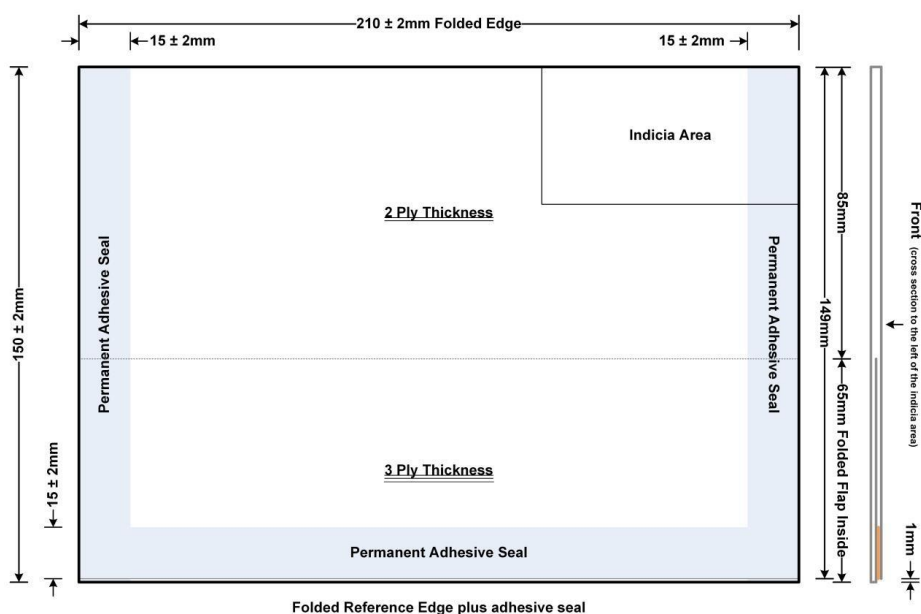 210 ± 2mm Folded Edge
15 ± 2mm
15 ± 2mm
Indicia Area
2 Ply Thickness
Permanent Adhesive Seal
Permanent Adhesive Seal
150 ± 2mm
85mm
149mm
Front (cross section to the left of the indicia area)
65mm Folded Flap Inside
3 Ply Thickness
15 ± 2mm
1mm
Permanent Adhesive Seal
Folded Reference Edge plus adhesive seal